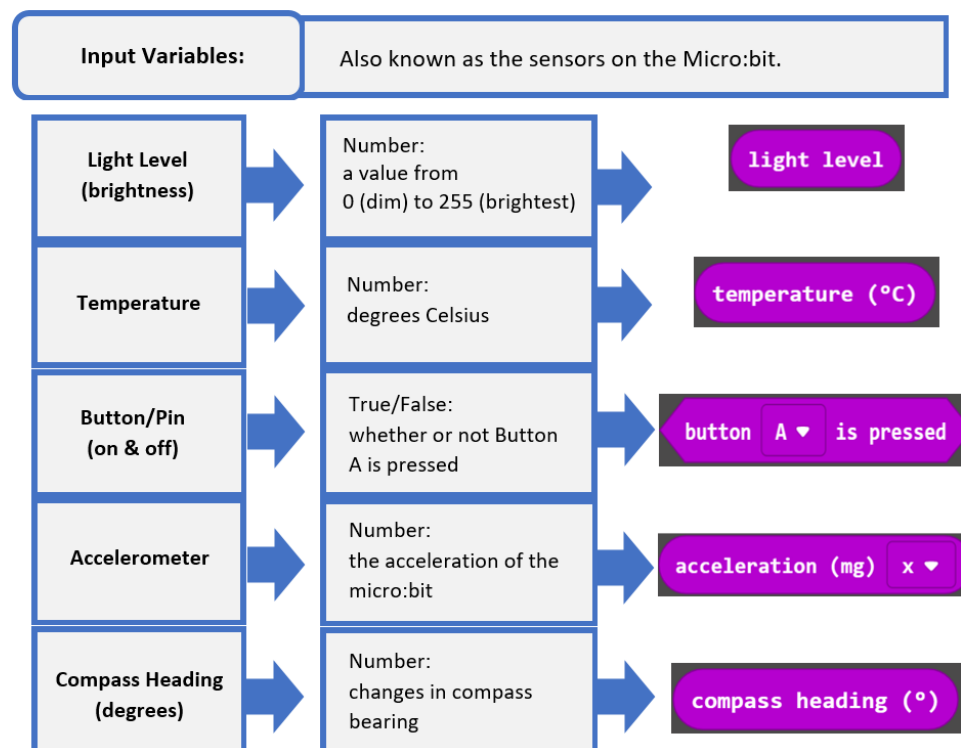 Input Variables:
Also known as the sensors on the Micro:bit.
Light Level
(brightness)
Number:
a value from
0 (dim) to 255 (brightest)
light level
Temperature
Number:
degrees Celsius
temperature (°C)
Button/Pin
(on & off)
True/False:
whether or not Button
A is pressed
button A is pressed
Accelerometer
Number:
the acceleration of the
micro:bit
acceleration (mg) x
Compass Heading
(degrees)
Number:
changes in compass
bearing
compass heading (°)